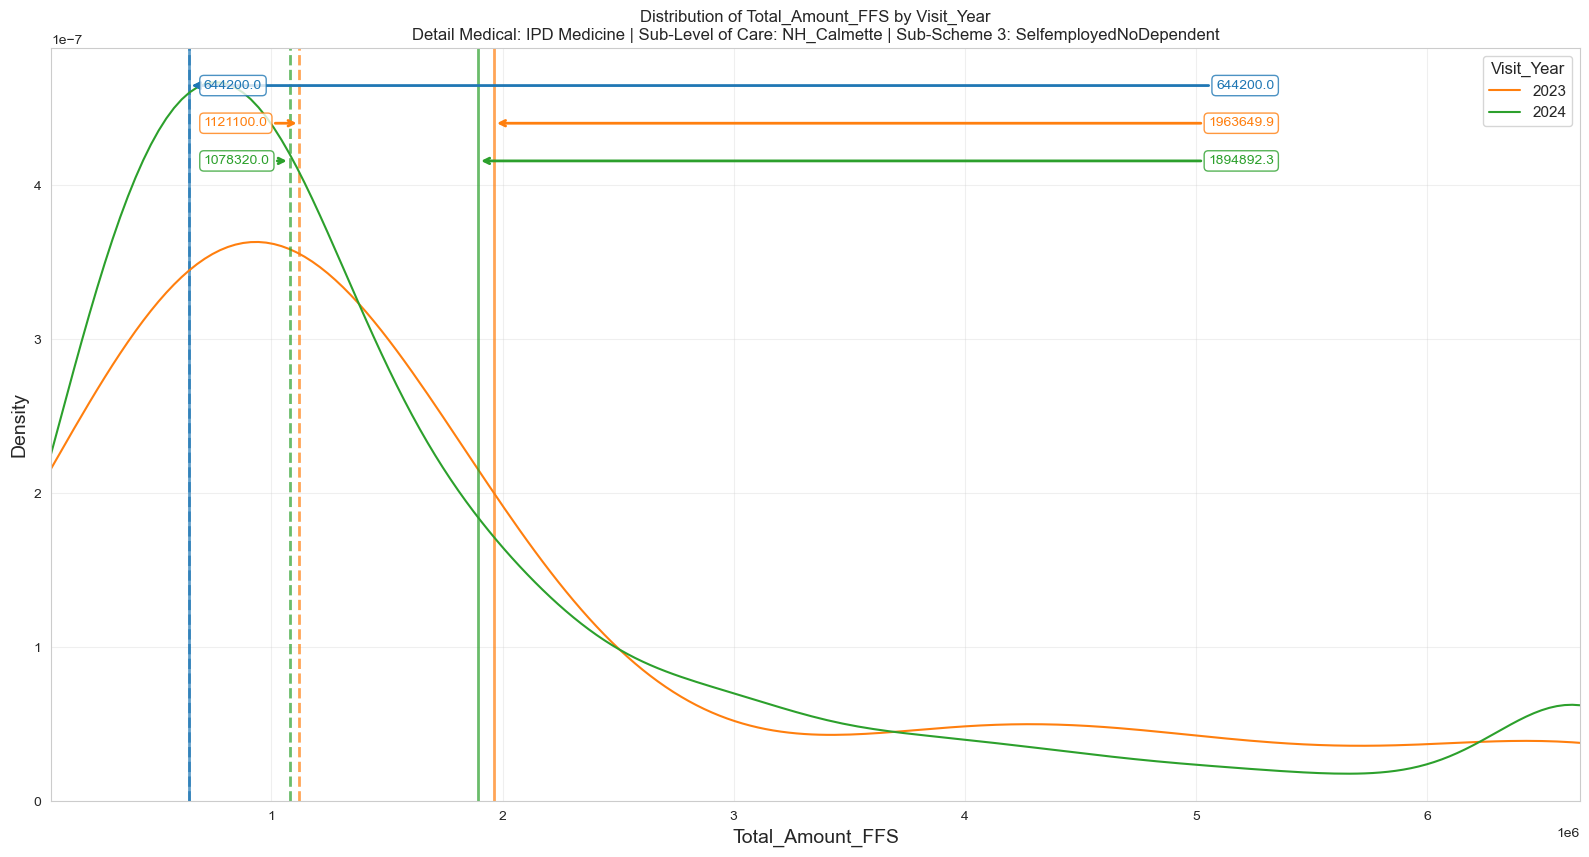 Distribution of Total_Amount_FFS by Visit_Year
Detail Medical: IPD Medicine | Sub-Level of Care: NH_Calmette | Sub-Scheme 3: SelfemployedNoDependent
1e−7
Visit_Year
2023
2024
644200.0
644200.0
1121100.0
1963649.9
1078320.0
1894892.3
4
3
2
1
0
Density
1
2
3
4
5
6
1e6
Total_Amount_FFS